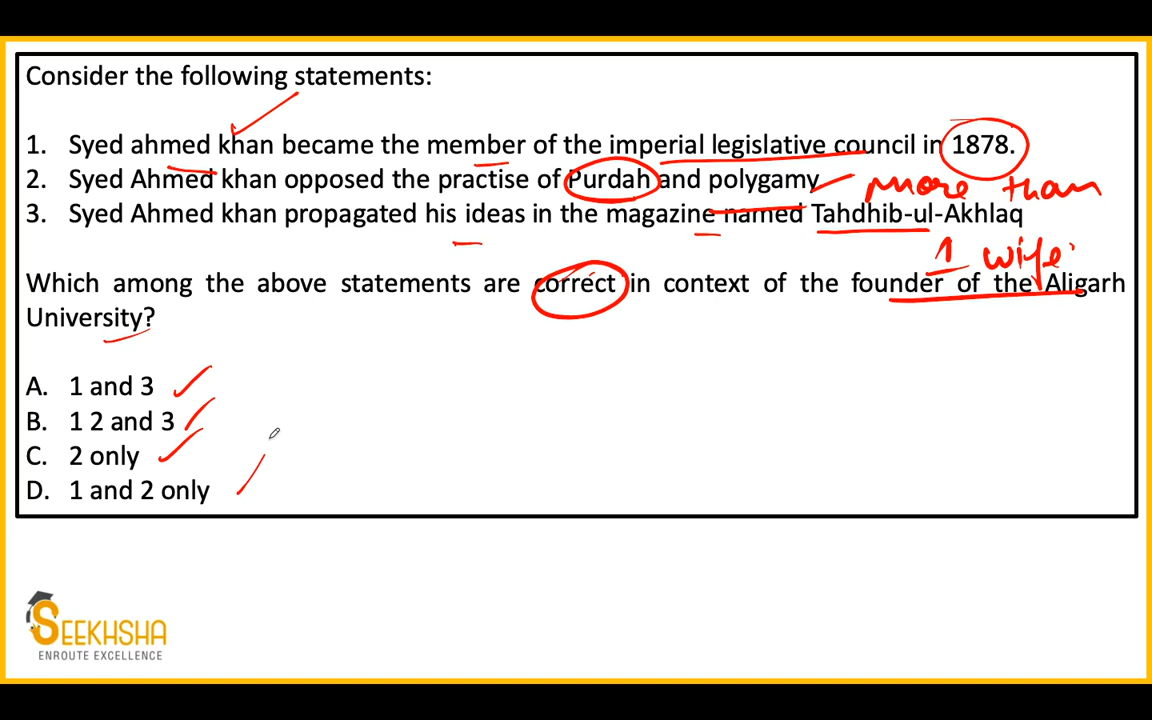 Consider the following statements:
1. Syed ahmed khan became the member of the imperial legislative council in 1878.
2. Syed Ahmed khan opposed the practise of Purdah and polygamy
more than
3. Syed Ahmed khan propagated his ideas in the magazine named Tahdhib-ul-Akhlaq
1 wife
Which among the above statements are correct in context of the founder of the Aligarh
University?
A. 1 and 3
B. 1 2 and 3
C. 2 only
D. 1 and 2 only
SEEKHSHA
ENROUTE EXCELLENCE